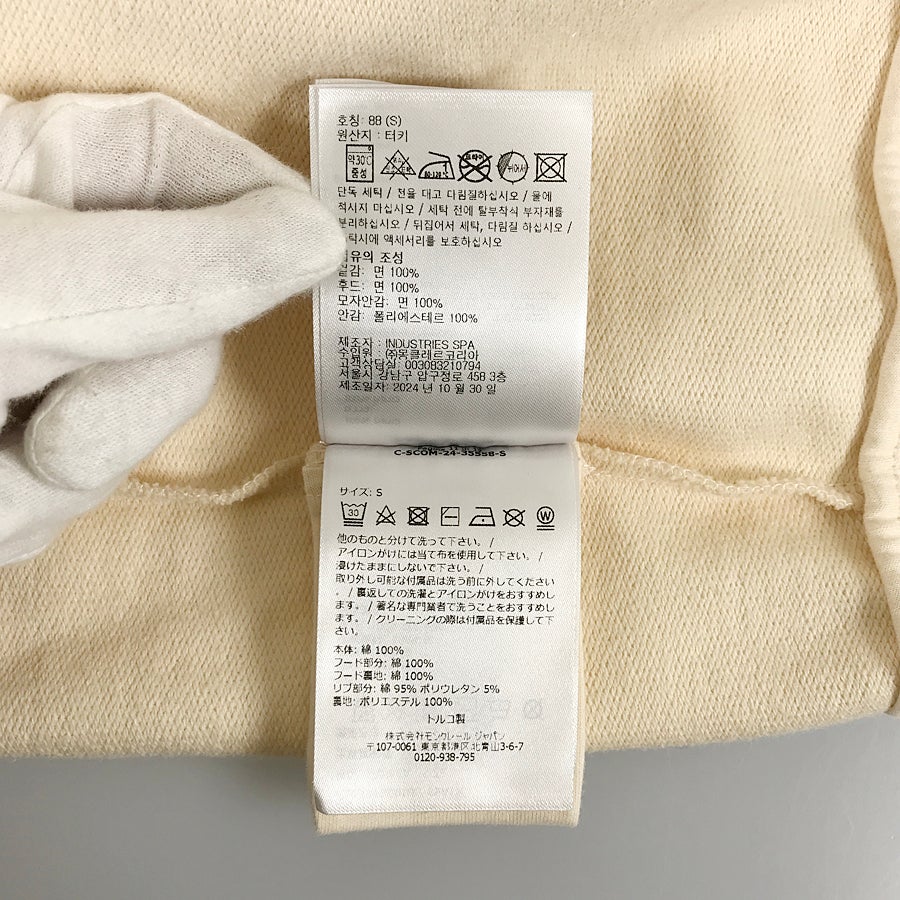 호칭: 88 (S)
원산지 : 터키
약30℃
중성
80-120℃
드라이
뉘어서
단독 세탁 / 천을 대고 다림질하십시오 / 물에
적시지 마십시오 / 세탁 전에 탈부착식 부자재를
분리하십시오 / 뒤집어서 세탁, 다림질 하십시오 /
탁시에 액세서리를 보호하십시오
유의 조성
겉감: 면 100%
후드: 면 100%
모자안감: 면 100%
안감: 폴리에스테르 100%
제조자 : INDUSTRIES SPA
수입원 : ㈜몽클레르코리아
고객상담실: 003083210794
서울시 강남구 압구정로 458 3층
제조일자: 2024 년 10 월 30 일
C-SCOM-24-35558-S
サイズ: S
30
W
他のものと分けて洗って下さい。 /
アイロンがけには当て布を使用して下さい。 /
浸けたままにしないで下さい。 /
取り外し可能な付属品は洗う前に外してください
。 / 裏返しての洗濯とアイロンがけをおすすめし
ます。 / 著名な専門業者で洗うことをおすすめし
ます。 / クリーニングの際は付属品を保護して下
さい。
本体: 綿 100%
フード部分: 綿 100%
フード裏地: 綿 100%
リブ部分: 綿 95% ポリウレタン 5%
裏地: ポリエステル 100%
トルコ製
株式会社モンクレール ジャパン
〒107-0061 東京都港区北青山3-6-7
0120-938-795